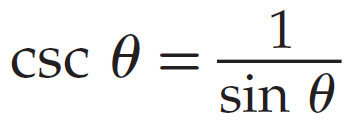 csc θ = 1 / sin θ